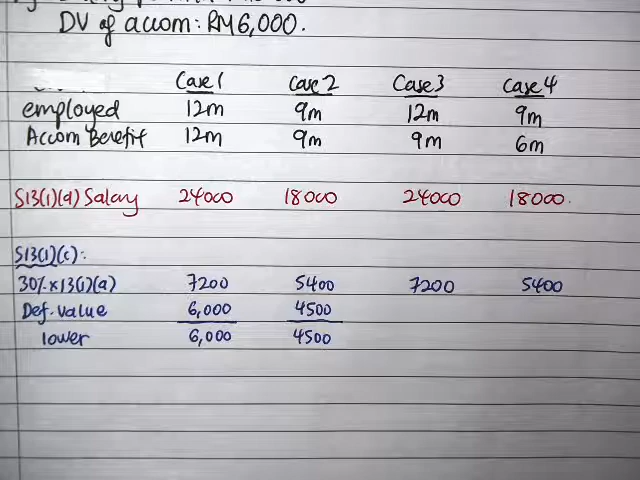 DV of accom: RM6,000.
Case 1 Case 2 Case 3 Case 4
employed 12m 9m 12m 9m
Accom Benefit 12m 9m 9m 6m
S13(1)(a) Salary 24000 18000 24000 18000.
S13(1)(c):
30% x 13(1)(a) 7200 5400 7200 5400
Def. Value 6,000 4500
lower 6,000 4500